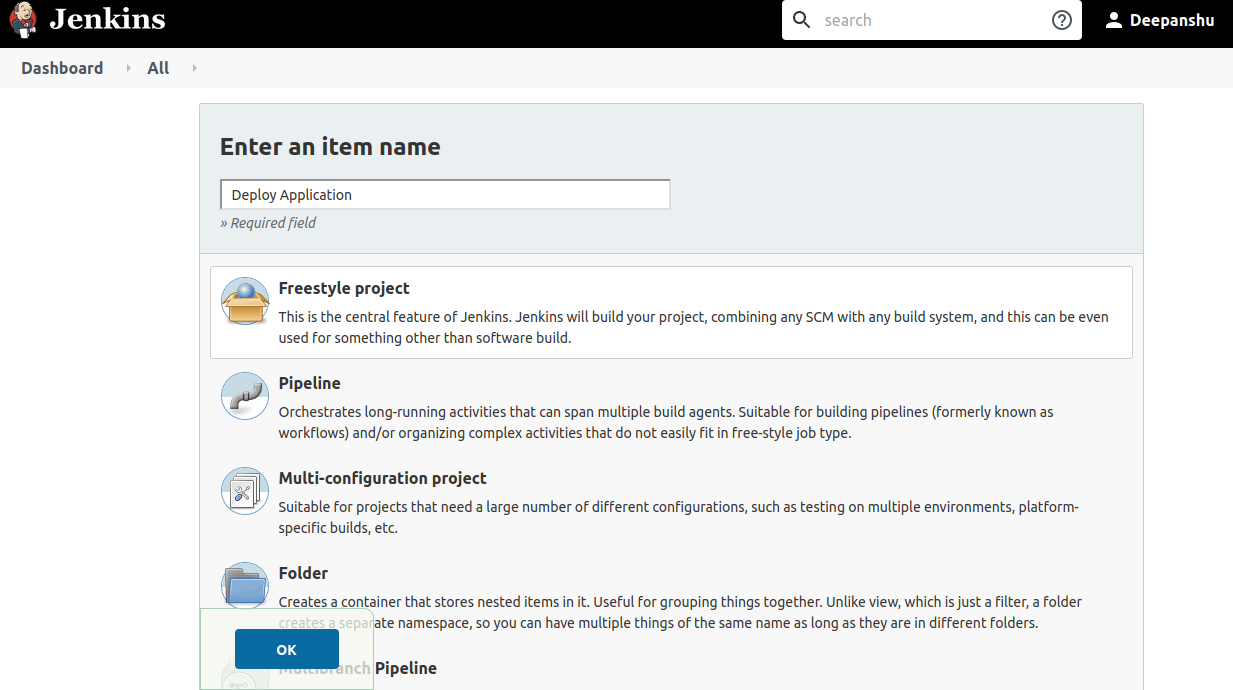 Jenkins
search
Deepanshu
Dashboard
All
Enter an item name
Deploy Application
» Required field
Freestyle project
This is the central feature of Jenkins. Jenkins will build your project, combining any SCM with any build system, and this can be even
used for something other than software build.
Pipeline
Orchestrates long-running activities that can span multiple build agents. Suitable for building pipelines (formerly known as
workflows) and/or organizing complex activities that do not easily fit in free-style job type.
Multi-configuration project
Suitable for projects that need a large number of different configurations, such as testing on multiple environments, platform-
specific builds, etc.
Folder
Creates a container that stores nested items in it. Useful for grouping things together. Unlike view, which is just a filter, a folder
creates a separate namespace, so you can have multiple things of the same name as long as they are in different folders.
OK
Multibranch Pipeline